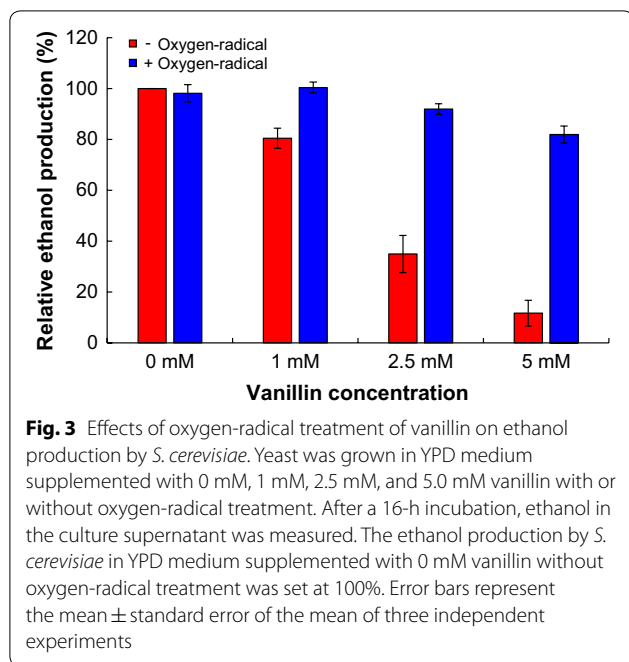 120
100
80
60
40
20
0
Relative ethanol production (%)
- Oxygen-radical
+ Oxygen-radical
0 mM 1 mM 2.5 mM 5 mM
Vanillin concentration
Fig. 3 Effects of oxygen-radical treatment of vanillin on ethanol
production by S. cerevisiae. Yeast was grown in YPD medium
supplemented with 0 mM, 1 mM, 2.5 mM, and 5.0 mM vanillin with or
without oxygen-radical treatment. After a 16-h incubation, ethanol in
the culture supernatant was measured. The ethanol production by S.
cerevisiae in YPD medium supplemented with 0 mM vanillin without
oxygen-radical treatment was set at 100%. Error bars represent
the mean ± standard error of the mean of three independent
experiments